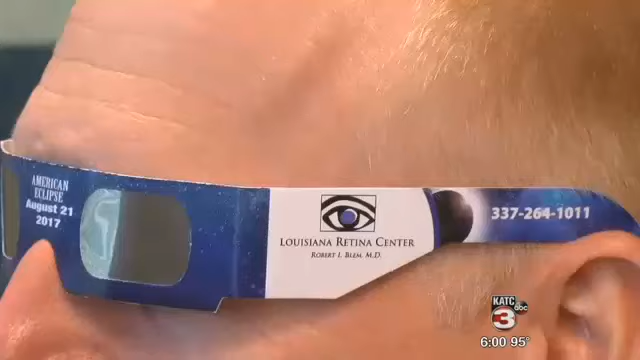 AMERICAN
ECLIPSE
August 21
2017
LOUISIANA RETINA CENTER
ROBERT I. BLEM, M.D.
337-264-1011
KATC
abc
3
6:00 95°